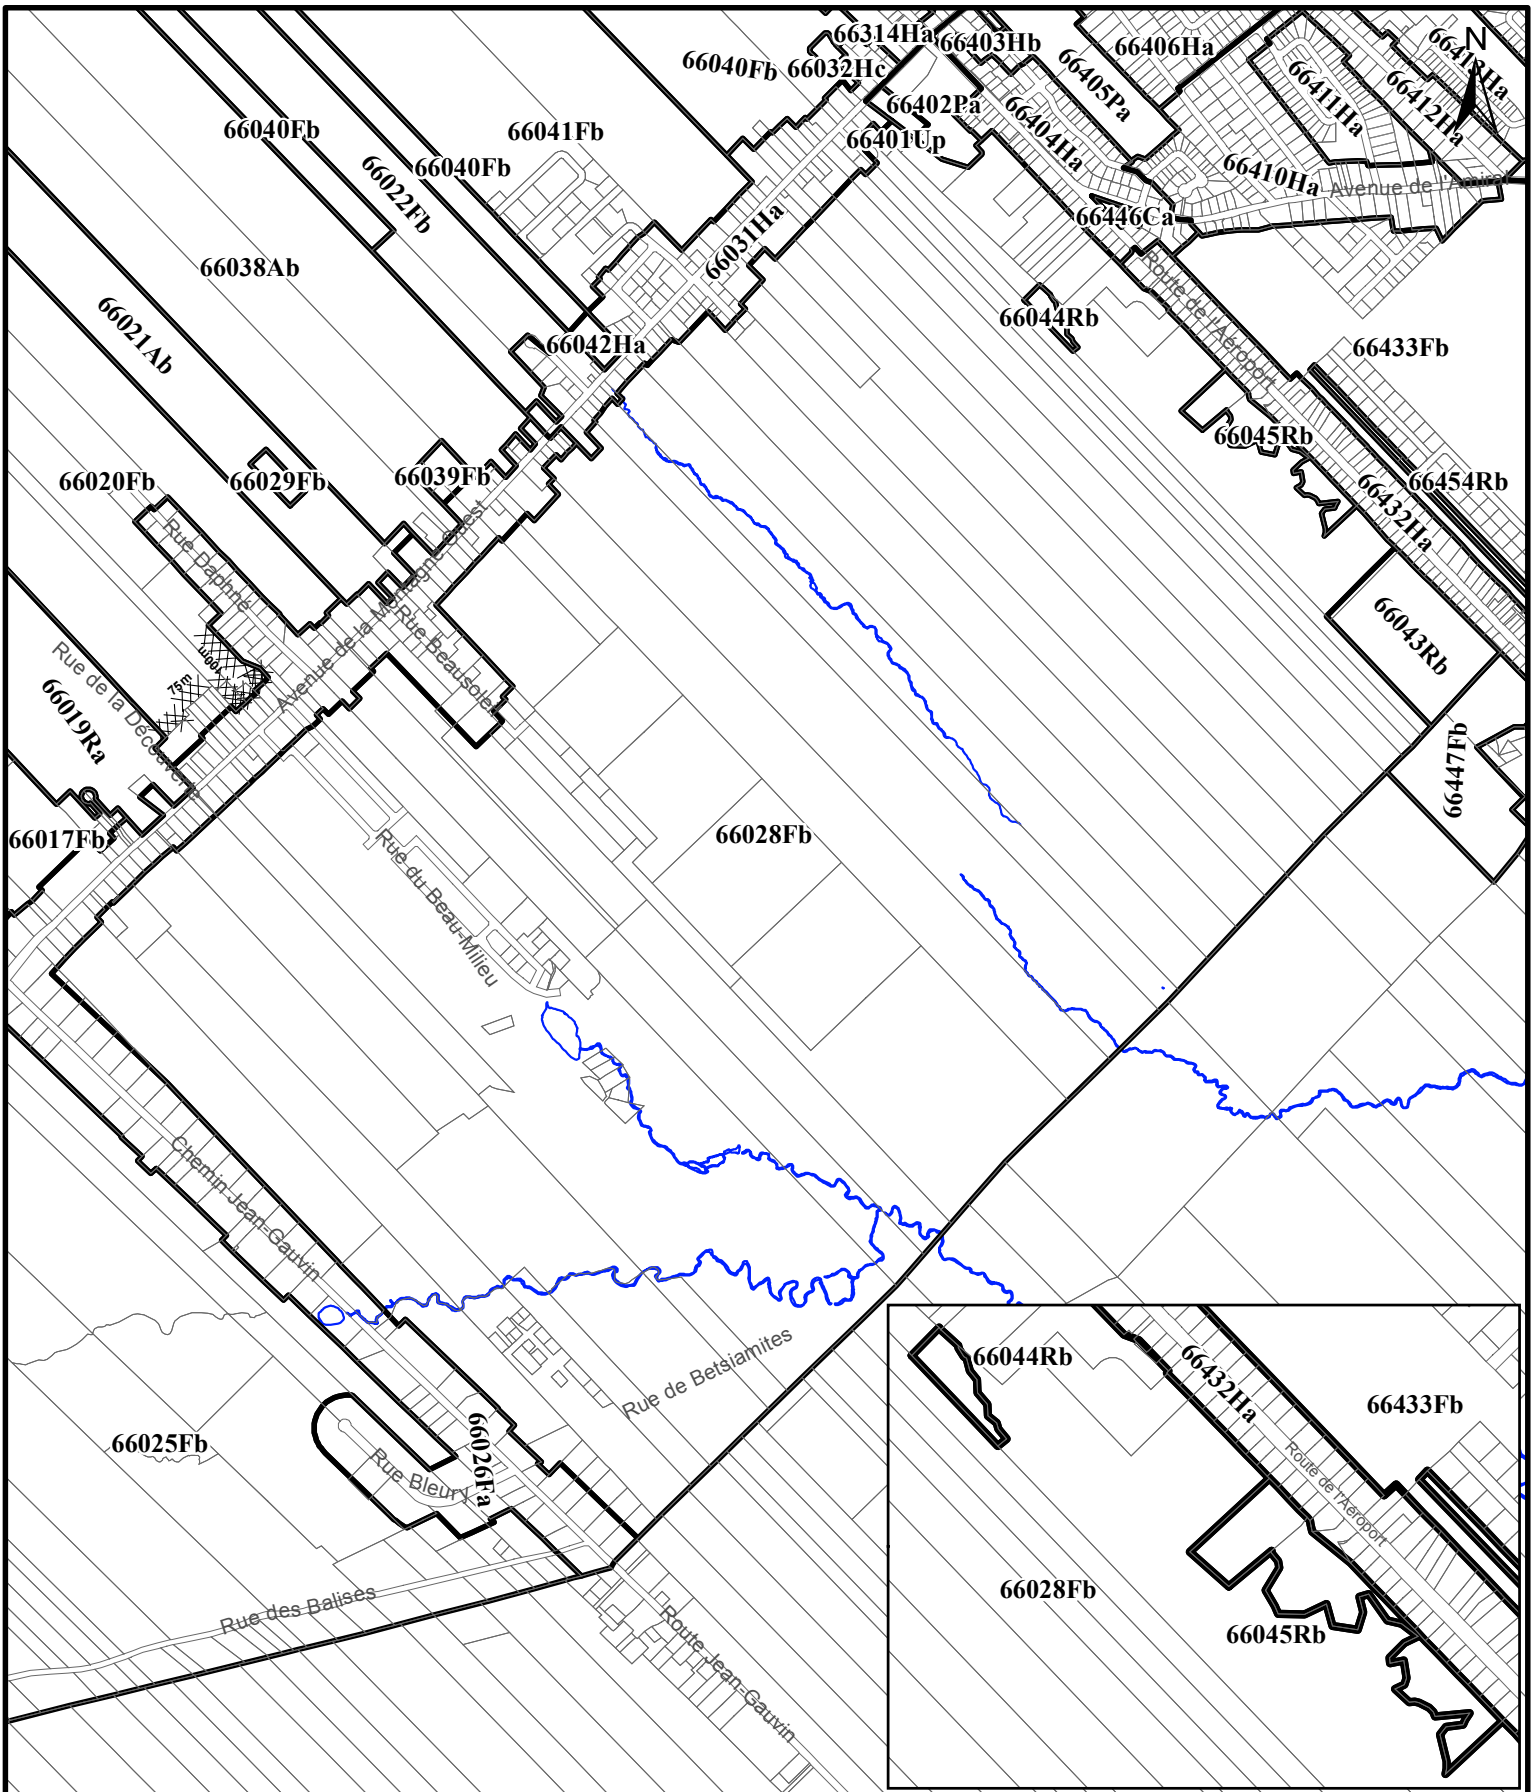 66314Ha
66403Hb
66406Ha
66413Ha
N
66040Fb
66032Hc
66405Pa
66411Ha
66412Ha
66402Pa
66404Ha
66401Up
66040Fb
66041Fb
66022Fb
66040Fb
66410Ha
Avenue de l'Amiral
66446Ca
66031Ha
66038Ab
66021Ab
66044Rb
Route de l'Aéroport
66433Fb
66042Ha
66045Rb
66020Fb
66029Fb
66039Fb
66454Rb
66432Ha
Rue Daphné
Avenue de la Montagne Ouest
Rue Beausoleil
66043Rb
100m
75m
Rue de la Découverte
66019Ra
66447Fb
66017Fb
66028Fb
Rue du Beau-Milieu
Chemin Jean-Gauvin
Rue de Betsiamites
66025Fb
66026Fa
Rue Bleury
Rue des Balises
Route Jean-Gauvin
66044Rb
66432Ha
66433Fb
Route de l'Aéroport
66028Fb
66045Rb